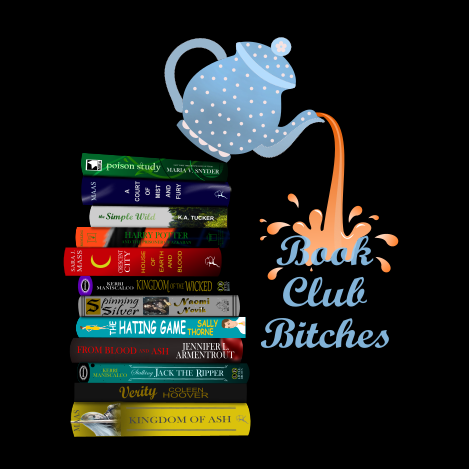 poison study
MARIA V. SNYDER
MAAS
A COURT OF MIST AND FURY
the Simple Wild K.A. TUCKER
HARRY POTTER
SARA J. MASS
CRESCENT CITY
HOUSE OF EARTH AND BLOOD
KERRI MANISCALCO
KINGDOM OF THE WICKED
Spinning Silver
Naomi Novik
THE HATING GAME SALLY THORNE
FROM BLOOD AND ASH JENNIFER L. ARMENTROUT
KERRI MANISCALCO
Stalking JACK THE RIPPER
Verity COLEEN HOOVER
MAAS
KINGDOM OF ASH
Book
Club
Bitches